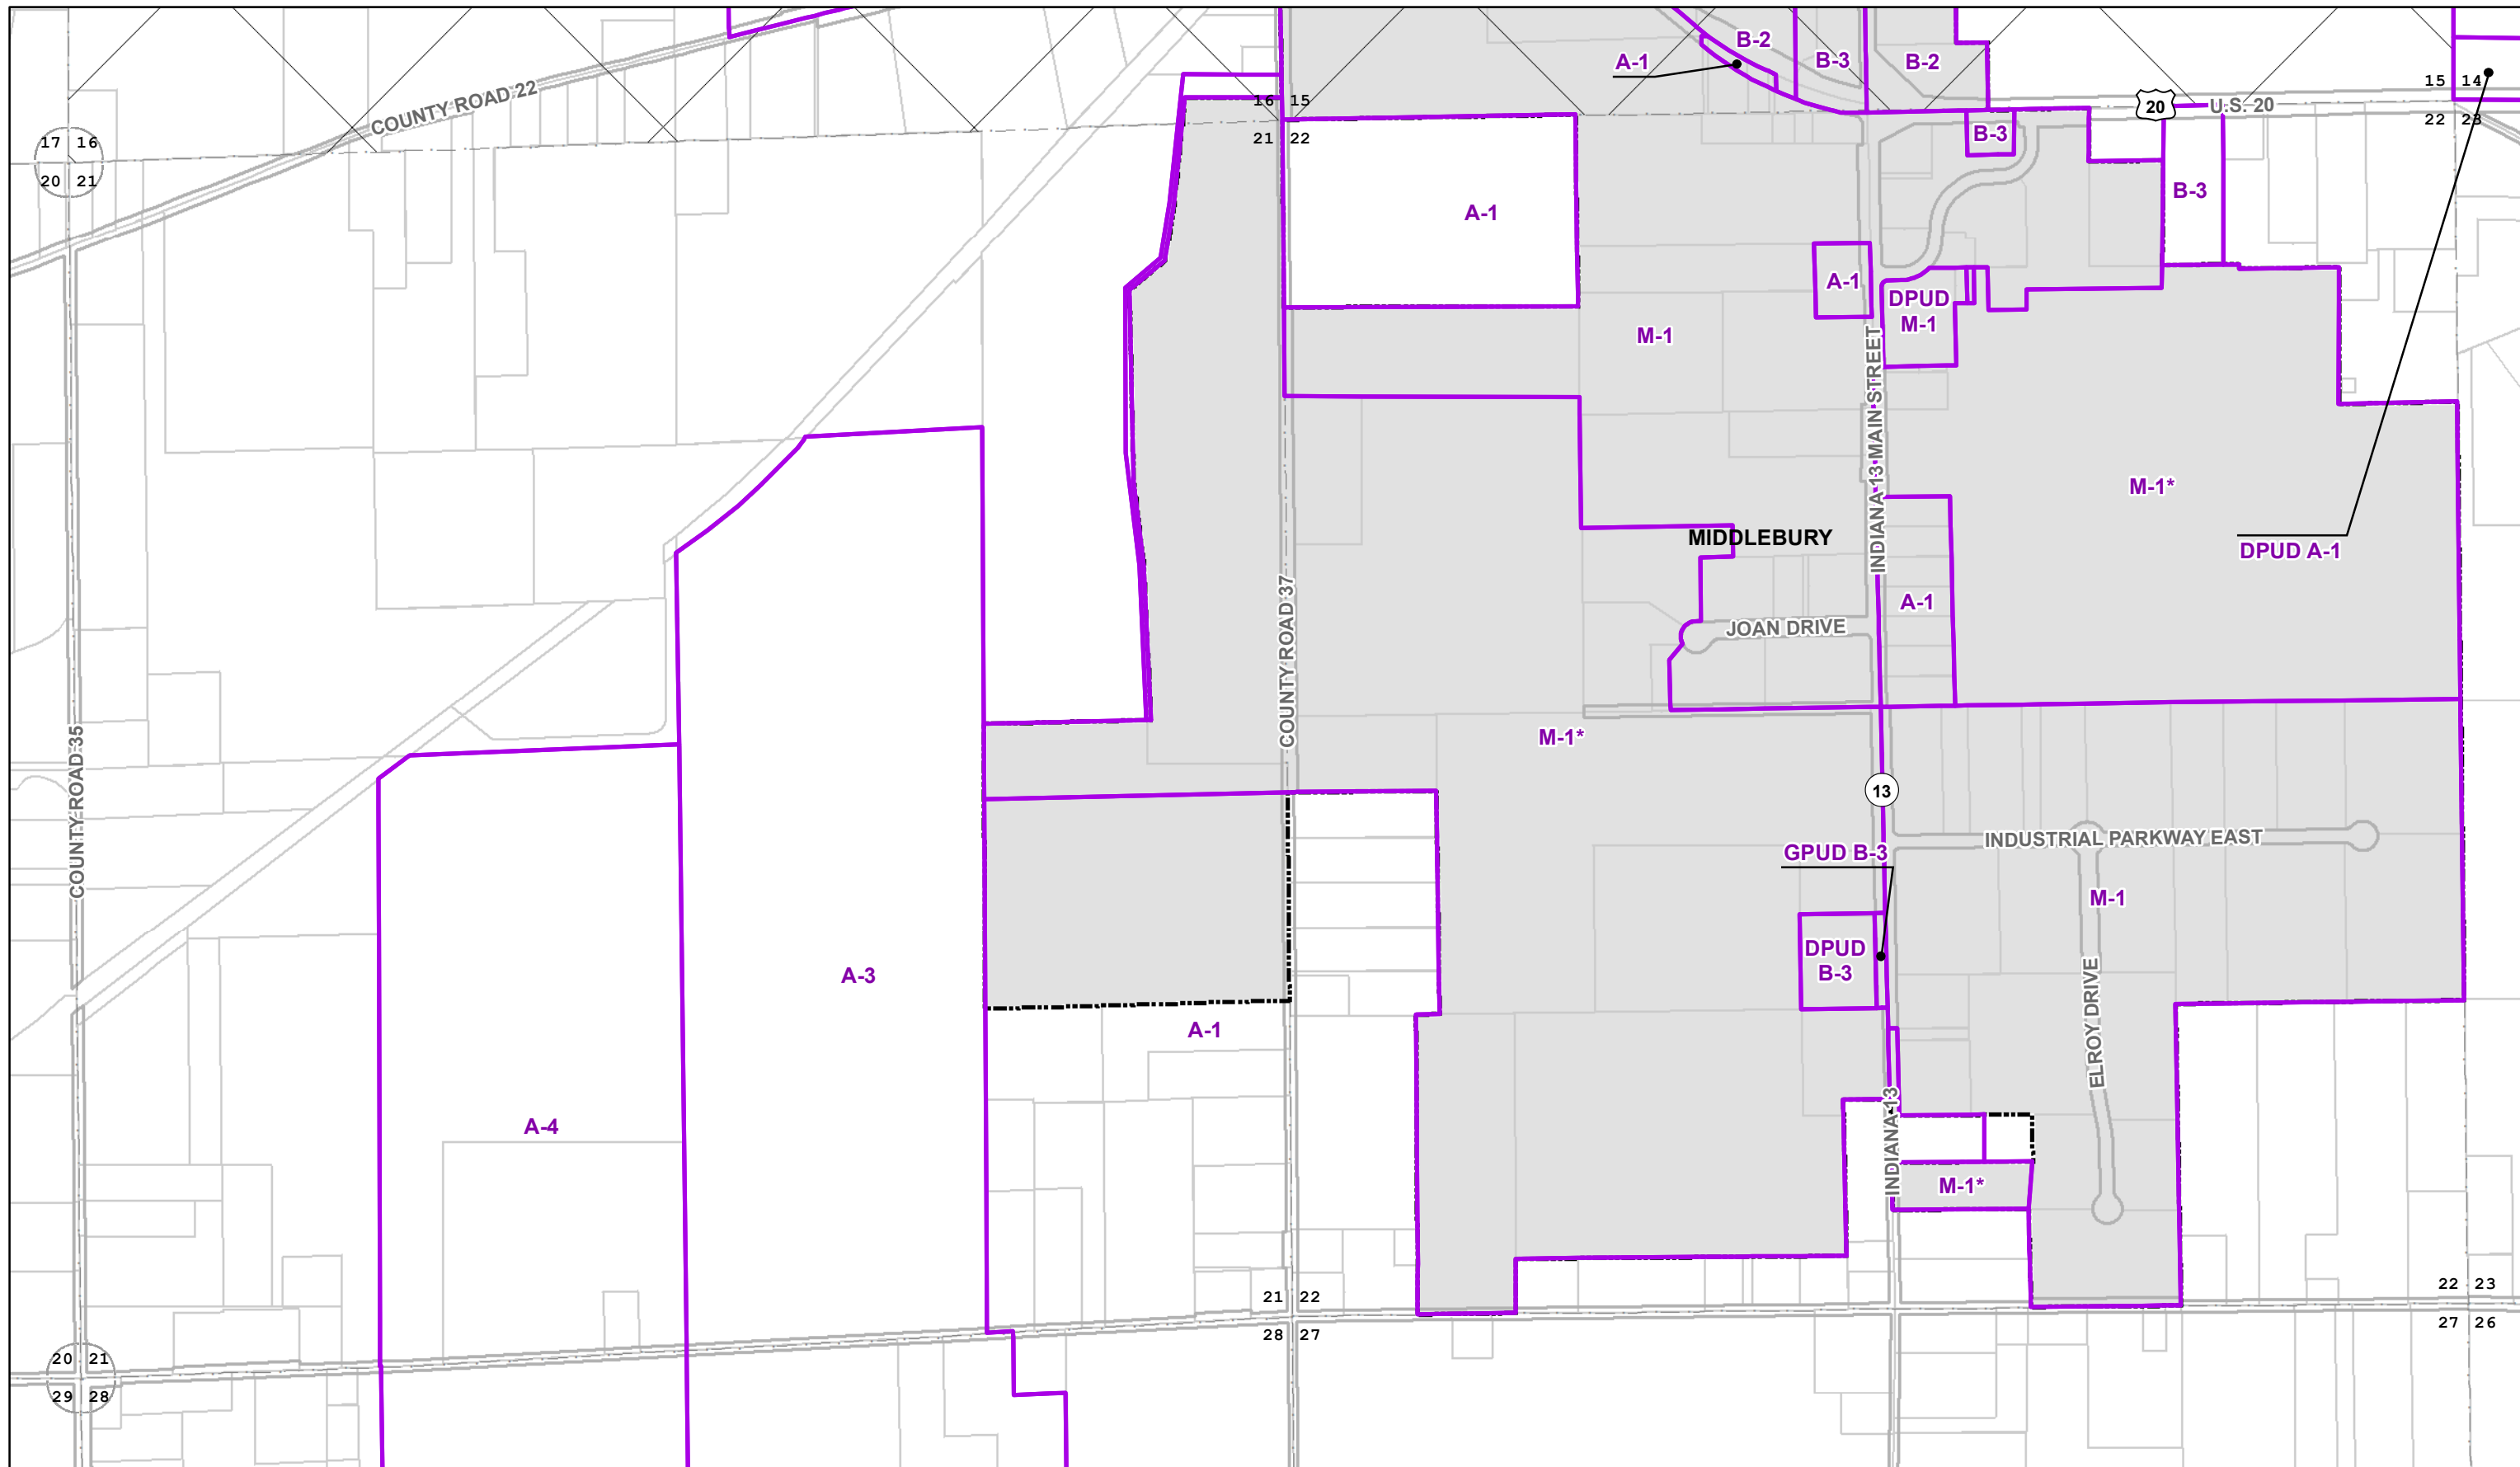 B-2
A-1
B-3
B-2
COUNTY ROAD 22
16 15
21 22
15 14
22 23
20
U.S. 20
17 16
20 21
B-3
B-3
A-1
A-1
DPUD
M-1
M-1
INDIANA 13 MAIN STREET
M-1*
MIDDLEBURY
DPUD A-1
A-1
JOAN DRIVE
COUNTY ROAD 37
M-1*
COUNTY ROAD 35
13
INDUSTRIAL PARKWAY EAST
GPUD B-3
M-1
DPUD
B-3
A-3
A-1
ELROY DRIVE
A-4
INDIANA 13
M-1*
21 22
28 27
22 23
27 26
20 21
29 28